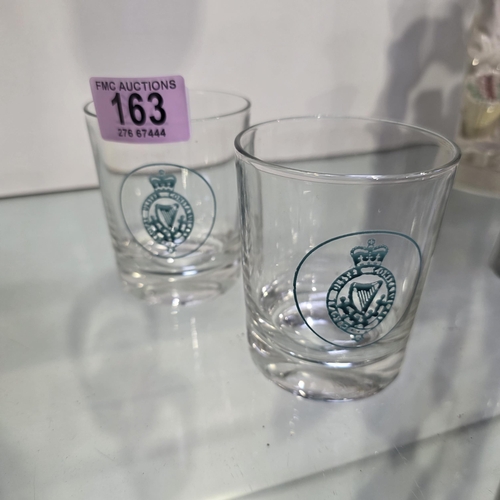 FMC AUCTIONS
163
276 67444
ROYAL ULSTER CONSTABULARY